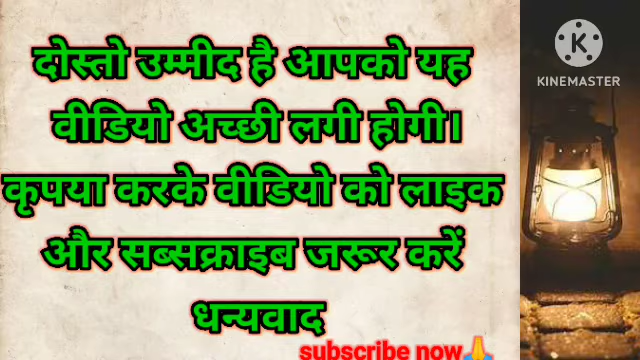 दोस्तो उम्मीद है आपको यह
वीडियो अच्छी लगी होगी।
कृपया करके वीडियो को लाइक
और सब्सक्राइब जरूर करें
धन्यवाद
subscribe now🙏
K
KINEMASTER